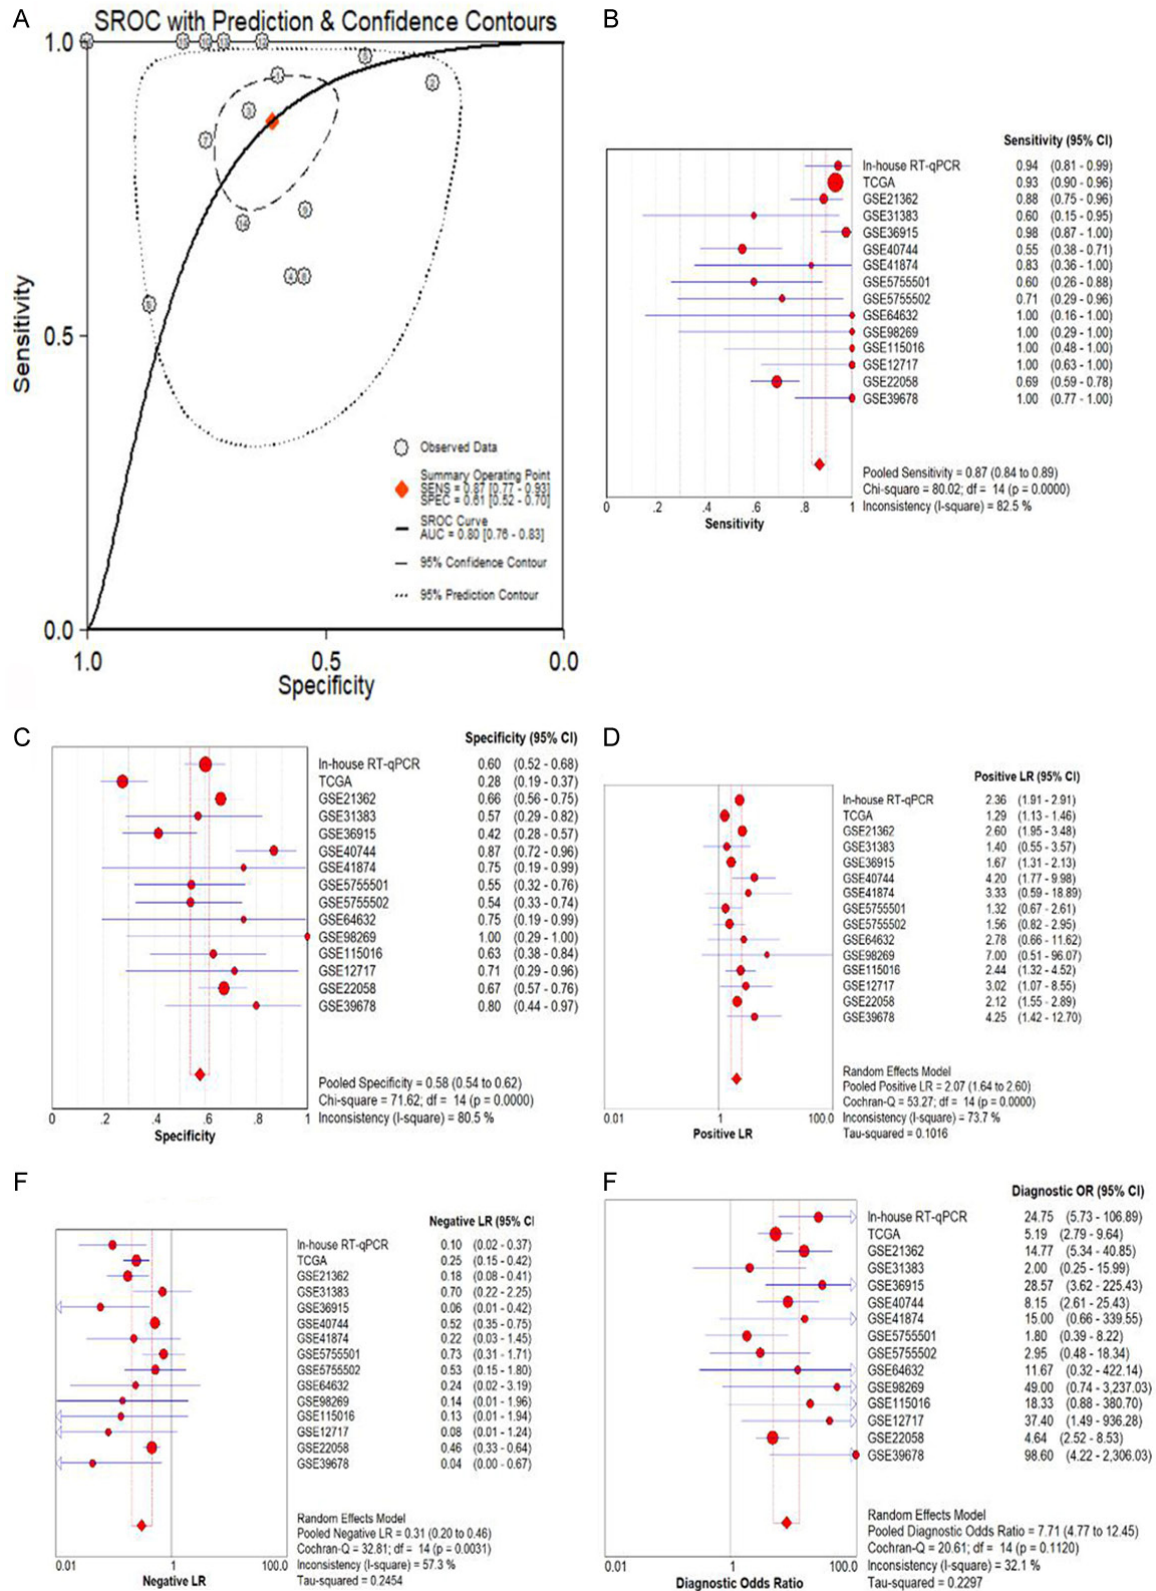 A
SROC with Prediction & Confidence Contours
1.0
0.5
0.0
Sensitivity
1.0 0.5 0.0
Specificity
Observed Data
Summary Operating Point
SENS = 0.87 [0.77 - 0.93]
SPEC = 0.61 [0.52 - 0.70]
SROC Curve
AUC = 0.80 [0.76 - 0.83]
95% Confidence Contour
95% Prediction Contour
B
Sensitivity (95% CI)
In-house RT-qPCR 0.94 (0.81 - 0.99)
TCGA 0.93 (0.90 - 0.96)
GSE21362 0.88 (0.75 - 0.96)
GSE31383 0.60 (0.15 - 0.95)
GSE36915 0.98 (0.87 - 1.00)
GSE40744 0.55 (0.38 - 0.71)
GSE41874 0.83 (0.36 - 1.00)
GSE5755501 0.60 (0.26 - 0.88)
GSE5755502 0.71 (0.29 - 0.96)
GSE64632 1.00 (0.16 - 1.00)
GSE98269 1.00 (0.29 - 1.00)
GSE115016 1.00 (0.48 - 1.00)
GSE12717 1.00 (0.63 - 1.00)
GSE22058 0.69 (0.59 - 0.78)
GSE39678 1.00 (0.77 - 1.00)
Pooled Sensitivity = 0.87 (0.84 to 0.89)
Chi-square = 80.02; df = 14 (p = 0.0000)
Inconsistency (I-square) = 82.5 %
0 .2 .4 .6 .8 1
Sensitivity
C
Specificity (95% CI)
In-house RT-qPCR 0.60 (0.52 - 0.68)
TCGA 0.28 (0.19 - 0.37)
GSE21362 0.66 (0.56 - 0.75)
GSE31383 0.57 (0.29 - 0.82)
GSE36915 0.42 (0.28 - 0.57)
GSE40744 0.87 (0.72 - 0.96)
GSE41874 0.75 (0.19 - 0.99)
GSE5755501 0.55 (0.32 - 0.76)
GSE5755502 0.54 (0.33 - 0.74)
GSE64632 0.75 (0.19 - 0.99)
GSE98269 1.00 (0.29 - 1.00)
GSE115016 0.63 (0.38 - 0.84)
GSE12717 0.71 (0.29 - 0.96)
GSE22058 0.67 (0.57 - 0.76)
GSE39678 0.80 (0.44 - 0.97)
Pooled Specificity = 0.58 (0.54 to 0.62)
Chi-square = 71.62; df = 14 (p = 0.0000)
Inconsistency (I-square) = 80.5 %
0 .2 .4 .6 .8 1
Specificity
D
Positive LR (95% CI)
In-house RT-qPCR 2.36 (1.91 - 2.91)
TCGA 1.29 (1.13 - 1.46)
GSE21362 2.60 (1.95 - 3.48)
GSE31383 1.40 (0.55 - 3.57)
GSE36915 1.67 (1.31 - 2.13)
GSE40744 4.20 (1.77 - 9.98)
GSE41874 3.33 (0.59 - 18.89)
GSE5755501 1.32 (0.67 - 2.61)
GSE5755502 1.56 (0.82 - 2.95)
GSE64632 2.78 (0.66 - 11.62)
GSE98269 7.00 (0.51 - 96.07)
GSE115016 2.44 (1.32 - 4.52)
GSE12717 3.02 (1.07 - 8.55)
GSE22058 2.12 (1.55 - 2.89)
GSE39678 4.25 (1.42 - 12.70)
Random Effects Model
Pooled Positive LR = 2.07 (1.64 to 2.60)
Cochran-Q = 53.27; df = 14 (p = 0.0000)
Inconsistency (I-square) = 73.7 %
Tau-squared = 0.1016
0.01 1 100.0
Positive LR
F
Negative LR (95% CI
In-house RT-qPCR 0.10 (0.02 - 0.37)
TCGA 0.25 (0.15 - 0.42)
GSE21362 0.18 (0.08 - 0.41)
GSE31383 0.70 (0.22 - 2.25)
GSE36915 0.06 (0.01 - 0.42)
GSE40744 0.52 (0.35 - 0.75)
GSE41874 0.22 (0.03 - 1.45)
GSE5755501 0.73 (0.31 - 1.71)
GSE5755502 0.53 (0.15 - 1.80)
GSE64632 0.24 (0.02 - 3.19)
GSE98269 0.14 (0.01 - 1.96)
GSE115016 0.13 (0.01 - 1.94)
GSE12717 0.08 (0.01 - 1.24)
GSE22058 0.46 (0.33 - 0.64)
GSE39678 0.04 (0.00 - 0.67)
Random Effects Model
Pooled Negative LR = 0.31 (0.20 to 0.46)
Cochran-Q = 32.81; df = 14 (p = 0.0031)
Inconsistency (I-square) = 57.3 %
Tau-squared = 0.2454
0.01 1 100.0
Negative LR
F
Diagnostic OR (95% CI)
In-house RT-qPCR 24.75 (5.73 - 106.89)
TCGA 5.19 (2.79 - 9.64)
GSE21362 14.77 (5.34 - 40.85)
GSE31383 2.00 (0.25 - 15.99)
GSE36915 28.57 (3.62 - 225.43)
GSE40744 8.15 (2.61 - 25.43)
GSE41874 15.00 (0.66 - 339.55)
GSE5755501 1.80 (0.39 - 8.22)
GSE5755502 2.95 (0.48 - 18.34)
GSE64632 11.67 (0.32 - 422.14)
GSE98269 49.00 (0.74 - 3,237.03)
GSE115016 18.33 (0.88 - 380.70)
GSE12717 37.40 (1.49 - 936.28)
GSE22058 4.64 (2.52 - 8.53)
GSE39678 98.60 (4.22 - 2,306.03)
Random Effects Model
Pooled Diagnostic Odds Ratio = 7.71 (4.77 to 12.45)
Cochran-Q = 20.61; df = 14 (p = 0.1120)
Inconsistency (I-square) = 32.1 %
Tau-squared = 0.2297
0.01 1 100.0
Diagnostic Odds Ratio